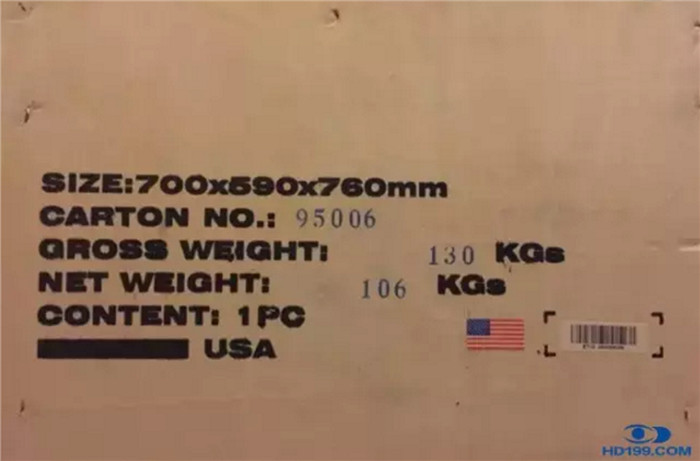 SIZE:700x590x760mm
CARTON NO.: 95006
GROSS WEIGHT: 130 KGs
NET WEIGHT: 106 KGs
CONTENT: 1PC
USA
HD199.COM